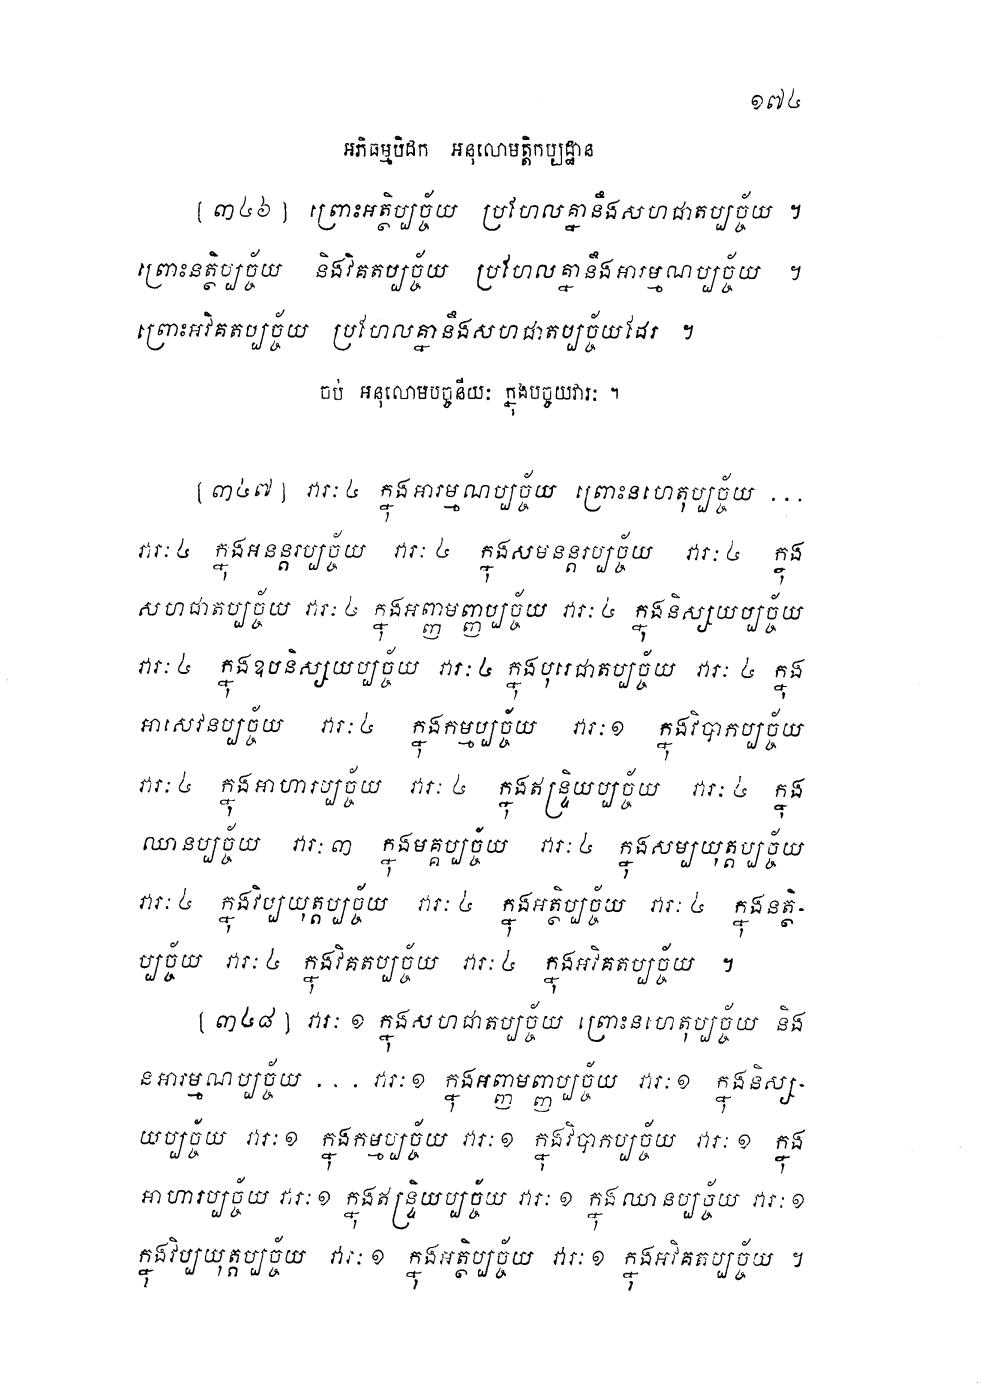 ១៧៤
អភិធម្មបិដក អនុលោមត្តិកប្បដ្ឋាន
[៣៤៦] ព្រោះអត្ថិប្បច្ច័យ ប្រហែលគ្នានឹងសហជាតប្បច្ច័យ ។
ព្រោះនត្ថិប្បច្ច័យ និងវិគតប្បច្ច័យ ប្រហែលគ្នានឹងអារម្មណប្បច្ច័យ ។
ព្រោះអវិគតប្បច្ច័យ ប្រហែលគ្នានឹងសហជាតប្បច្ច័យដែរ ។
ចប់ អនុលោមបច្ចនីយៈ ក្នុងបច្ចយវារៈ ។
[៣៤៧] វារៈ ៤ ក្នុងអារម្មណប្បច្ច័យ ព្រោះនហេតុប្បច្ច័យ ...
វារៈ ៤ ក្នុងអនន្តរប្បច្ច័យ វារៈ ៤ ក្នុងសមនន្តរប្បច្ច័យ វារៈ ៤ ក្នុង
សហជាតប្បច្ច័យ វារៈ ៤ ក្នុងអញ្ញាមញ្ញប្បច្ច័យ វារៈ ៤ ក្នុងនិស្សយប្បច្ច័យ
វារៈ ៤ ក្នុងឧបនិស្សយប្បច្ច័យ វារៈ ៤ ក្នុងបុរេជាតប្បច្ច័យ វារៈ ៤ ក្នុង
អាសេវនប្បច្ច័យ វារៈ ៤ ក្នុងកម្មប្បច្ច័យ វារៈ ១ ក្នុងវិបាកប្បច្ច័យ
វារៈ ៤ ក្នុងអាហារប្បច្ច័យ វារៈ ៤ ក្នុងឥន្ទ្រិយប្បច្ច័យ វារៈ ៤ ក្នុង
ឈានប្បច្ច័យ វារៈ ៣ ក្នុងមគ្គប្បច្ច័យ វារៈ ៤ ក្នុងសម្បយុត្តប្បច្ច័យ
វារៈ ៤ ក្នុងវិប្បយុត្តប្បច្ច័យ វារៈ ៤ ក្នុងអត្ថិប្បច្ច័យ វារៈ ៤ ក្នុងនត្ថិ-
ប្បច្ច័យ វារៈ ៤ ក្នុងវិគតប្បច្ច័យ វារៈ ៤ ក្នុងអវិគតប្បច្ច័យ ។
[៣៤៨] វារៈ ១ ក្នុងសហជាតប្បច្ច័យ ព្រោះនហេតុប្បច្ច័យ និង
នអារម្មណប្បច្ច័យ ... វារៈ ១ ក្នុងអញ្ញាមញ្ញប្បច្ច័យ វារៈ ១ ក្នុងនិស្ស-
យប្បច្ច័យ វារៈ ១ ក្នុងកម្មប្បច្ច័យ វារៈ ១ ក្នុងវិបាកប្បច្ច័យ វារៈ ១ ក្នុង
អាហារប្បច្ច័យ វារៈ ១ ក្នុងឥន្ទ្រិយប្បច្ច័យ វារៈ ១ ក្នុងឈានប្បច្ច័យ វារៈ ១
ក្នុងវិប្បយុត្តប្បច្ច័យ វារៈ ១ ក្នុងអត្ថិប្បច្ច័យ វារៈ ១ ក្នុងអវិគតប្បច្ច័យ ។